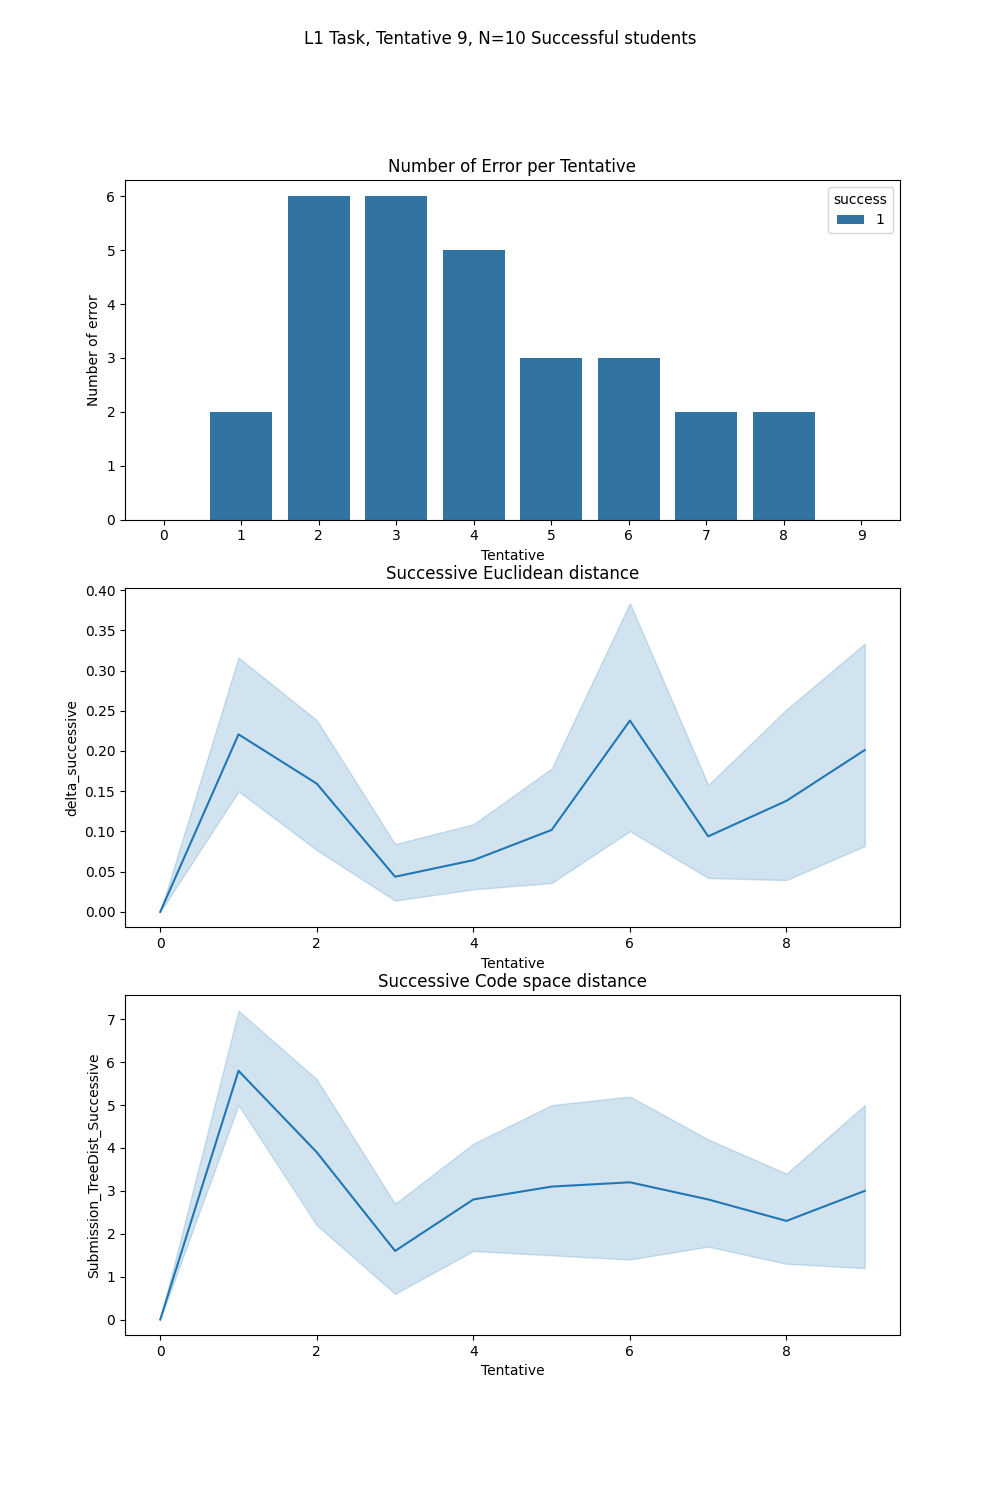 L1 Task, Tentative 9, N=10 Successful students
Number of Error per Tentative
success
1
Number of error
6
5
4
3
2
1
0
0 1 2 3 4 5 6 7 8 9
Tentative
Successive Euclidean distance
delta_successive
0.40
0.35
0.30
0.25
0.20
0.15
0.10
0.05
0.00
0 2 4 6 8
Tentative
Successive Code space distance
Submission_TreeDist_Successive
7
6
5
4
3
2
1
0
0 2 4 6 8
Tentative